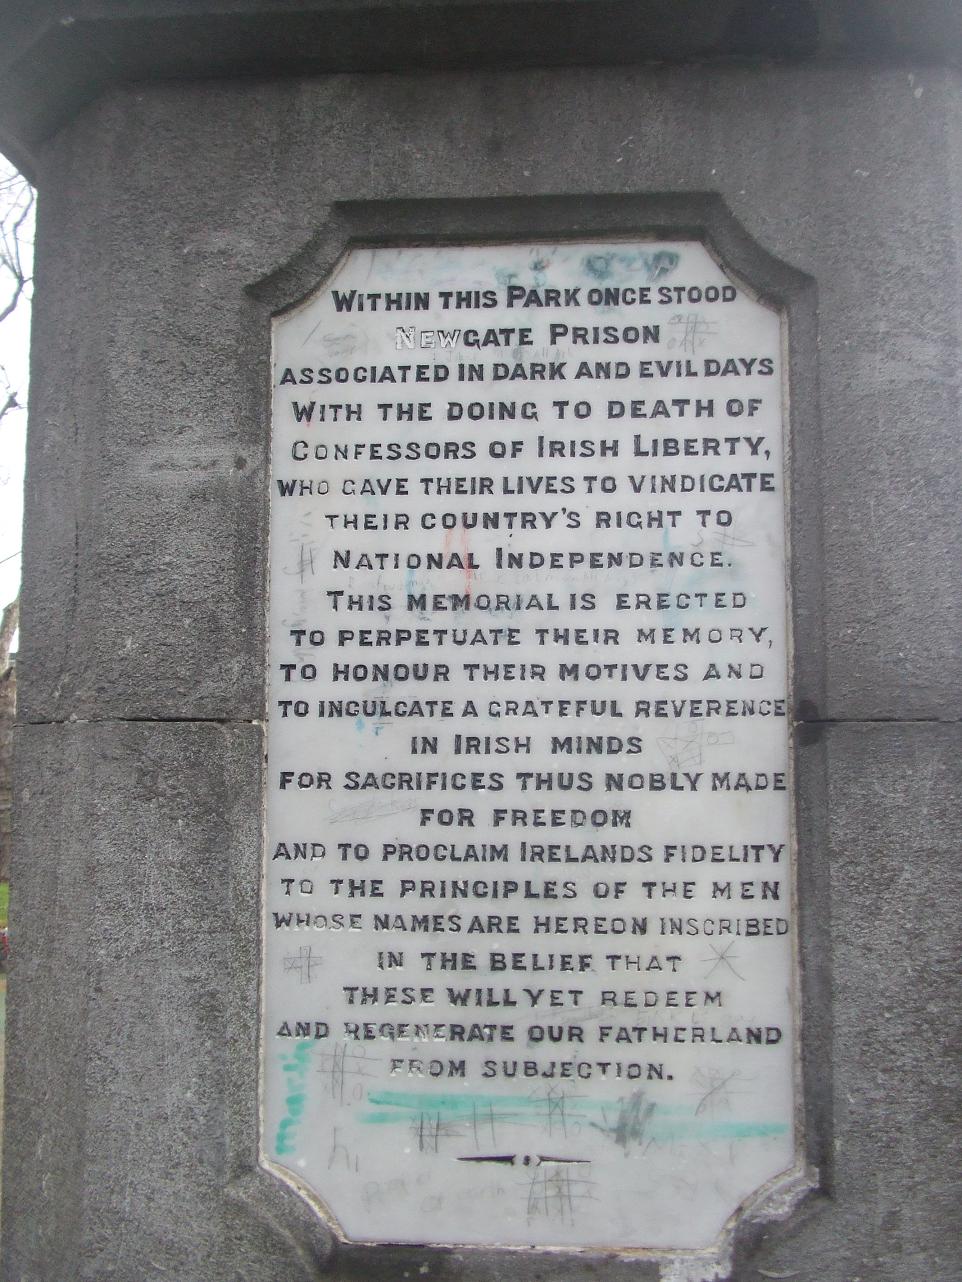 WITHIN THIS PARK ONCE STOOD
NEWGATE PRISON
ASSOCIATED IN DARK AND EVIL DAYS
WITH THE DOING TO DEATH OF
CONFESSORS OF IRISH LIBERTY,
WHO GAVE THEIR LIVES TO VINDICATE
THEIR COUNTRY'S RIGHT TO
NATIONAL INDEPENDENCE.
THIS MEMORIAL IS ERECTED
TO PERPETUATE THEIR MEMORY,
TO HONOUR THEIR MOTIVES AND
TO INCULCATE A GRATEFUL REVERENCE
IN IRISH MINDS
FOR SACRIFICES THUS NOBLY MADE
FOR FREEDOM
AND TO PROCLAIM IRELANDS FIDELITY
TO THE PRINCIPLES OF THE MEN
WHOSE NAMES ARE HEREON INSCRIBED
IN THE BELIEF THAT
THESE WILL YET REDEEM
AND REGENERATE OUR FATHERLAND
FROM SUBJECTION.